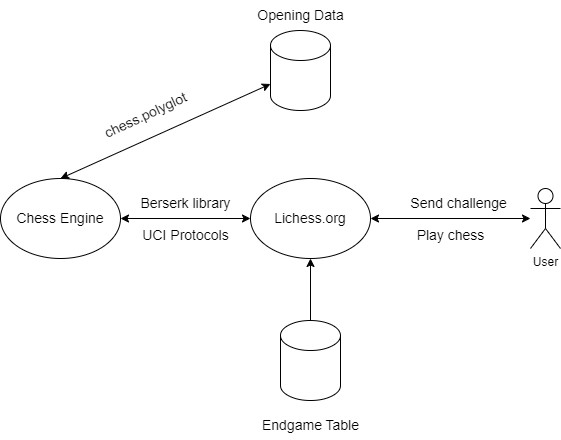 Opening Data
chess.polyglot
Chess Engine
Berserk library
UCI Protocols
Lichess.org
Send challenge
Play chess
User
Endgame Table